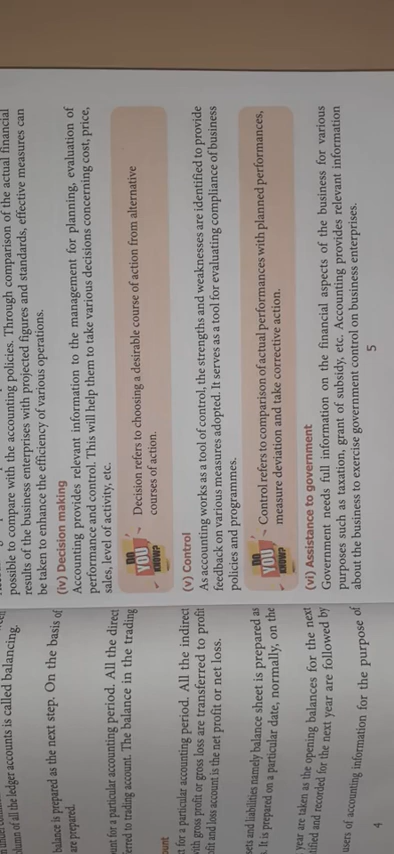 balance is prepared as the next step. On the basis of
are prepared.
for a particular accounting period. All the direct
to trading account. The balance in the trading
for a particular accounting period. All the indirect
gross profit or gross loss are transferred to profit
and loss account is the net profit or net loss.
and liabilities namely balance sheet is prepared as
It is prepared on a particular date, normally, on the
year are taken as the opening balances for the next
and recorded for the next year are followed by
users of accounting information for the purpose of
4
possible to compare with the accounting policies. Through comparison of the actual financial
results of the business enterprises with projected figures and standards, effective measures can
be taken to enhance the efficiency of various operations.
(iv) Decision making
Accounting provides relevant information to the management for planning, evaluation of
performance and control. This will help them to take various decisions concerning cost, price,
sales, level of activity, etc.
DO YOU KNOW?
Decision refers to choosing a desirable course of action from alternative
courses of action.
(v) Control
As accounting works as a tool of control, the strengths and weaknesses are identified to provide
feedback on various measures adopted. It serves as a tool for evaluating compliance of business
policies and programmes.
DO YOU KNOW?
Control refers to comparison of actual performances with planned performances,
measure deviation and take corrective action.
(vi) Assistance to government
Government needs full information on the financial aspects of the business for various
purposes such as taxation, grant of subsidy, etc. Accounting provides relevant information
about the business to exercise government control on business enterprises.
5